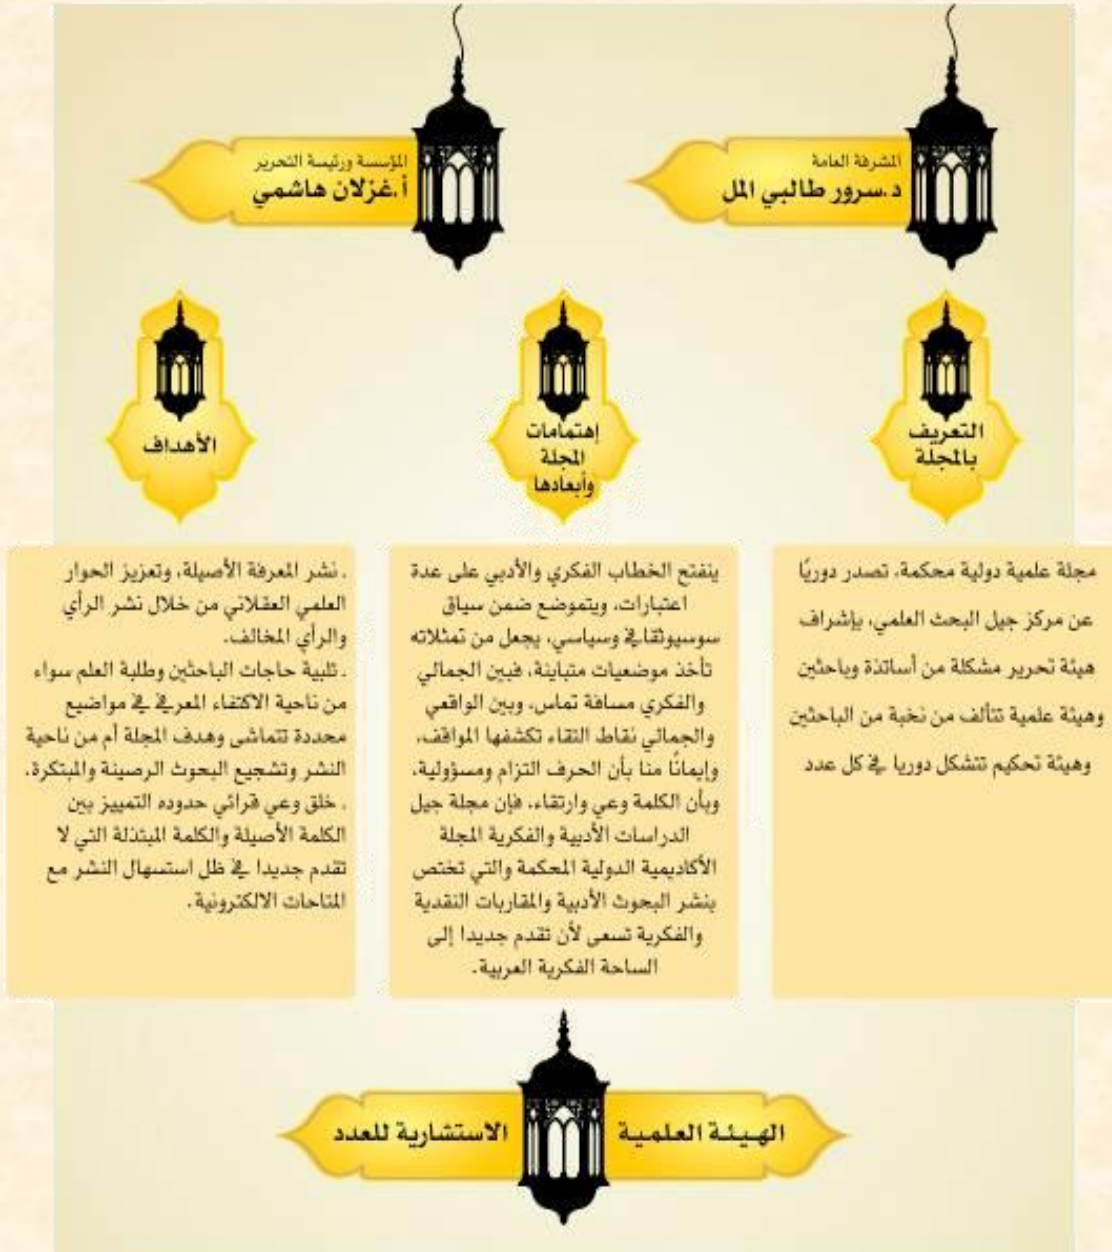 المشرفة العامة
د.سرور طالبي المل
المؤسسة ورئيسة التحرير
أ.غزلان هاشمي
التعريف
بالمجلة
مجلة علمية دولية محكمة، تصدر دوريًا
عن مركز جيل البحث العلمي، بإشراف
هيئة تحرير مشكلة من أساتذة وباحثين
وهيئة علمية تتألف من نخبة من الباحثين
وهيئة تحكيم تتشكل دوريا في كل عدد
إهتمامات
المجلة
وأبعادها
ينفتح الخطاب الفكري والأدبي على عدة
اعتبارات، ويتموضع ضمن سياق
سوسيوثقافي وسياسي، يجعل من تمثلاته
تأخذ موضعيات متباينة، فبين الجمالي
والفكري مسافة تماس، وبين الواقعي
والجمالي نقاط التقاء تكشفها المواقف،
وإيمانًا منا بأن الحرف التزام ومسؤولية،
وبأن الكلمة وعي وارتقاء، فإن مجلة جيل
الدراسات الأدبية والفكرية المجلة
الأكاديمية الدولية المحكمة والتي تختص
بنشر البحوث الأدبية والمقاربات النقدية
والفكرية تسعى لأن تقدم جديدا إلى
الساحة الفكرية العربية.
الأهداف
. نشر المعرفة الأصيلة، وتعزيز الحوار
العلمي العقلاني من خلال نشر الرأي
والرأي المخالف.
. تلبية حاجات الباحثين وطلبة العلم سواء
من ناحية الاكتفاء المعرفي في مواضيع
محددة تتماشى وهدف المجلة أم من ناحية
النشر وتشجيع البحوث الرصينة والمبتكرة.
. خلق وعي قرائي حدوده التمييز بين
الكلمة الأصيلة والكلمة المبتذلة التي لا
تقدم جديدا في ظل استسهال النشر مع
المتاحات الالكترونية.
الهيئة العلمية الاستشارية للعدد